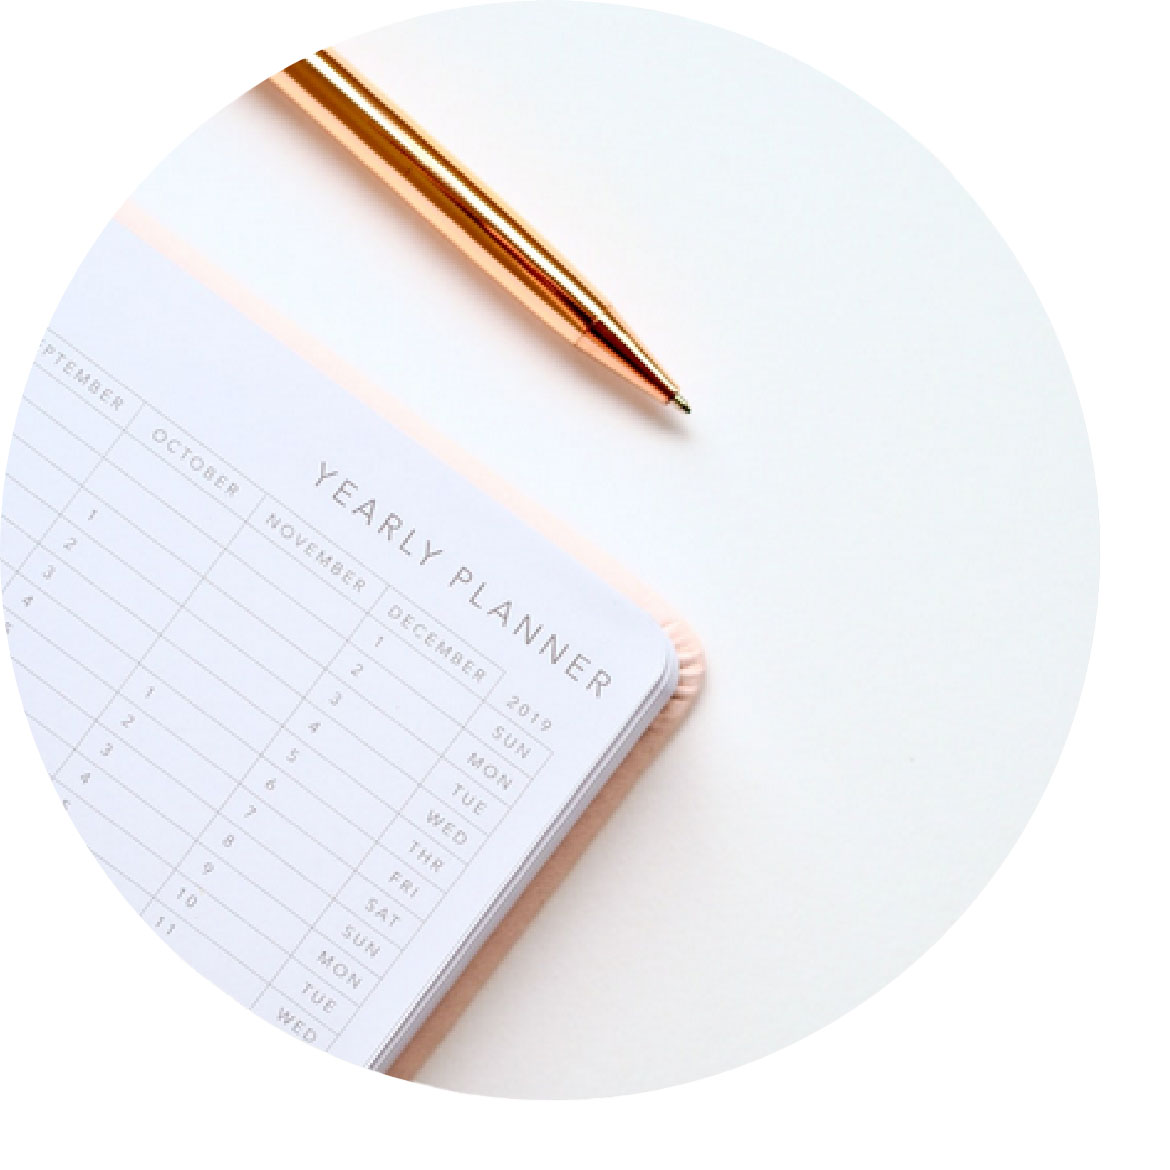 YEARLY PLANNER
PTEMBER OCTOBER NOVEMBER DECEMBER 2019
1 SUN
2 MON
1 3 TUE
2 4 WED
3 5 THR
4 1 6 FRI
2 7 SAT
3 8 SUN
4 9 MON
10 TUE
11 WED